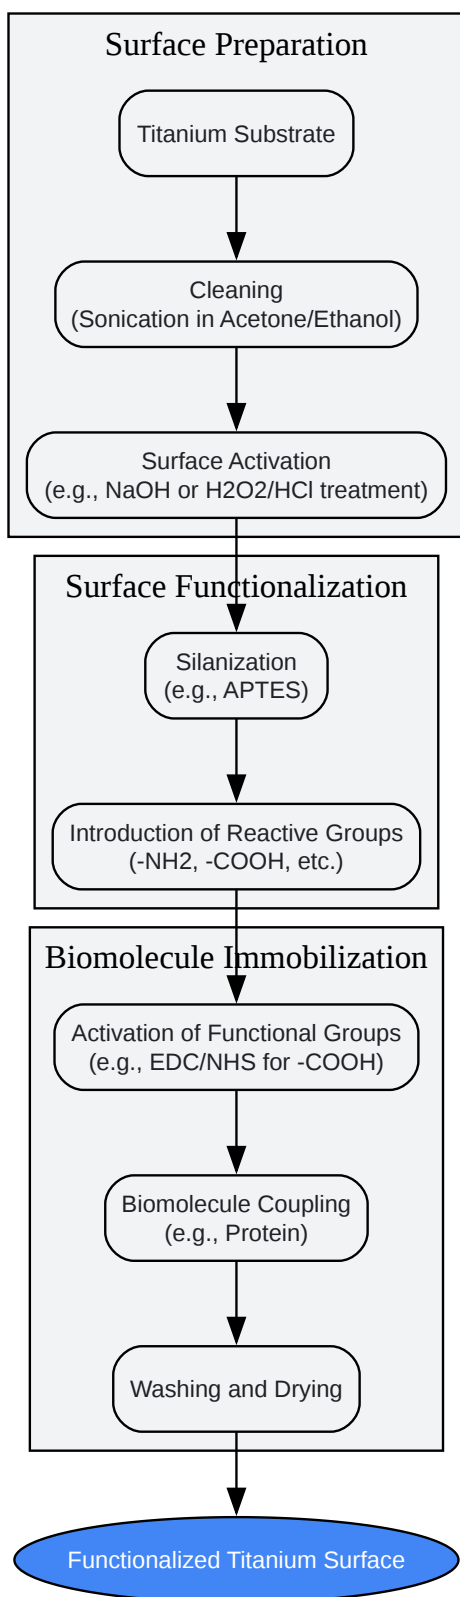 Surface Preparation
Titanium Substrate
Cleaning
(Sonication in Acetone/Ethanol)
Surface Activation
(e.g., NaOH or H2O2/HCl treatment)
Surface Functionalization
Silanization
(e.g., APTES)
Introduction of Reactive Groups
(-NH2, -COOH, etc.)
Biomolecule Immobilization
Activation of Functional Groups
(e.g., EDC/NHS for -COOH)
Biomolecule Coupling
(e.g., Protein)
Washing and Drying
Functionalized Titanium Surface